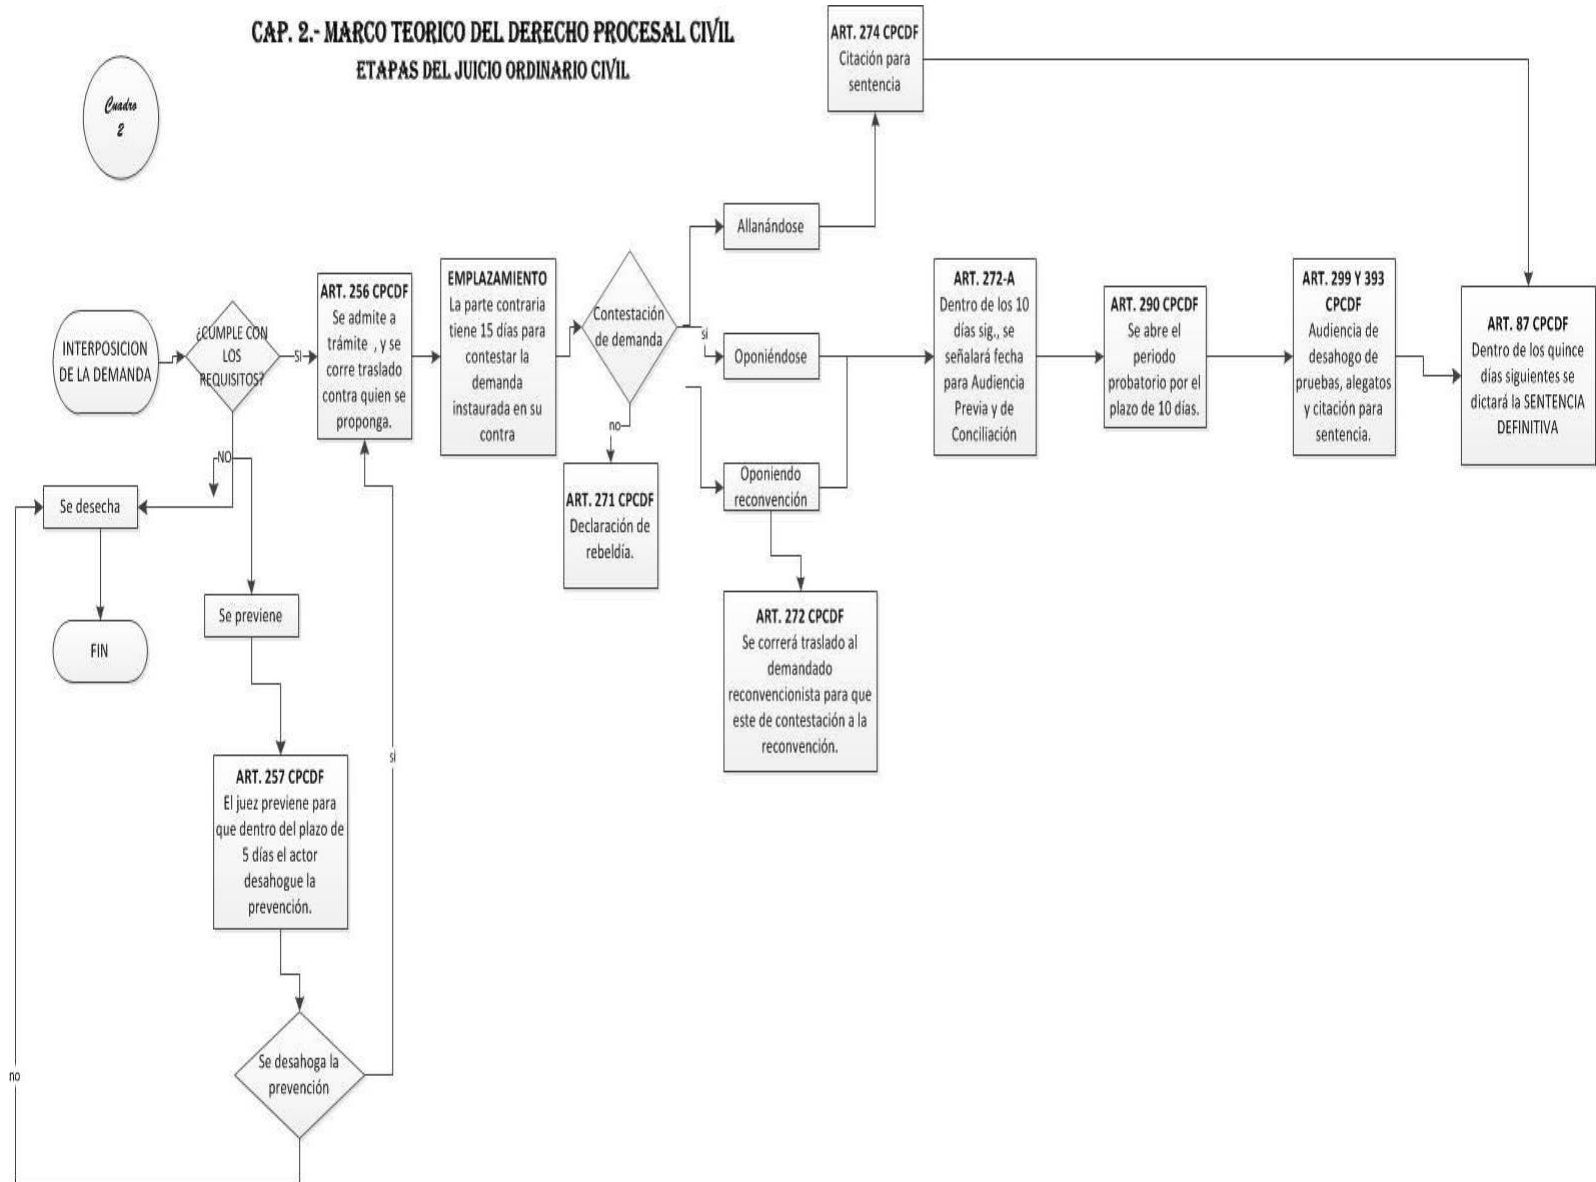 CAP. 2.- MARCO TEORICO DEL DERECHO PROCESAL CIVIL
ETAPAS DEL JUICIO ORDINARIO CIVIL
Cuadro
2
INTERPOSICION
DE LA DEMANDA
¿CUMPLE CON
LOS
REQUISITOS?
Si
NO
Se desecha
FIN
Se previene
ART. 257 CPCDF
El juez previene para
que dentro del plazo de
5 días el actor
desahogue la
prevención.
Se desahoga la
prevención
no
si
ART. 256 CPCDF
Se admite a
trámite , y se
corre traslado
contra quien se
proponga.
EMPLAZAMIENTO
La parte contraria
tiene 15 días para
contestar la
demanda
instaurada en su
contra
Contestación
de demanda
si
no
ART. 271 CPCDF
Declaración de
rebeldía.
Allanándose
ART. 274 CPCDF
Citación para
sentencia
Oponiéndose
Oponiendo
reconvención
ART. 272 CPCDF
Se correrá traslado al
demandado
reconvencionista para que
este de contestación a la
reconvención.
ART. 272-A
Dentro de los 10
días sig., se
señalará fecha
para Audiencia
Previa y de
Conciliación
ART. 290 CPCDF
Se abre el
periodo
probatorio por el
plazo de 10 días.
ART. 299 Y 393
CPCDF
Audiencia de
desahogo de
pruebas, alegatos
y citación para
sentencia.
ART. 87 CPCDF
Dentro de los quince
días siguientes se
dictará la SENTENCIA
DEFINITIVA